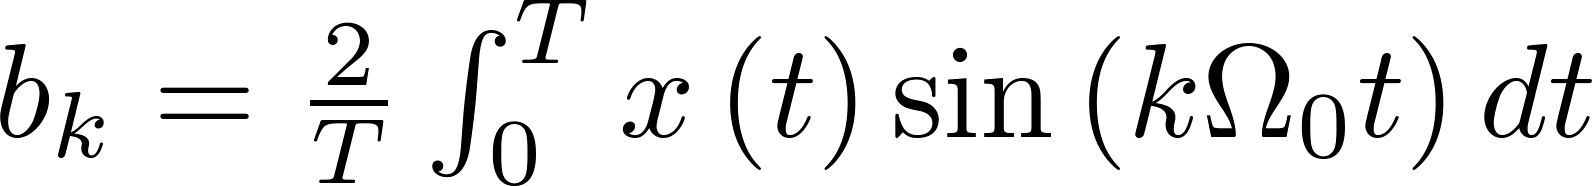 b_k = \frac{2}{T} \int_0^T x(t) \sin(k\Omega_0 t) dt